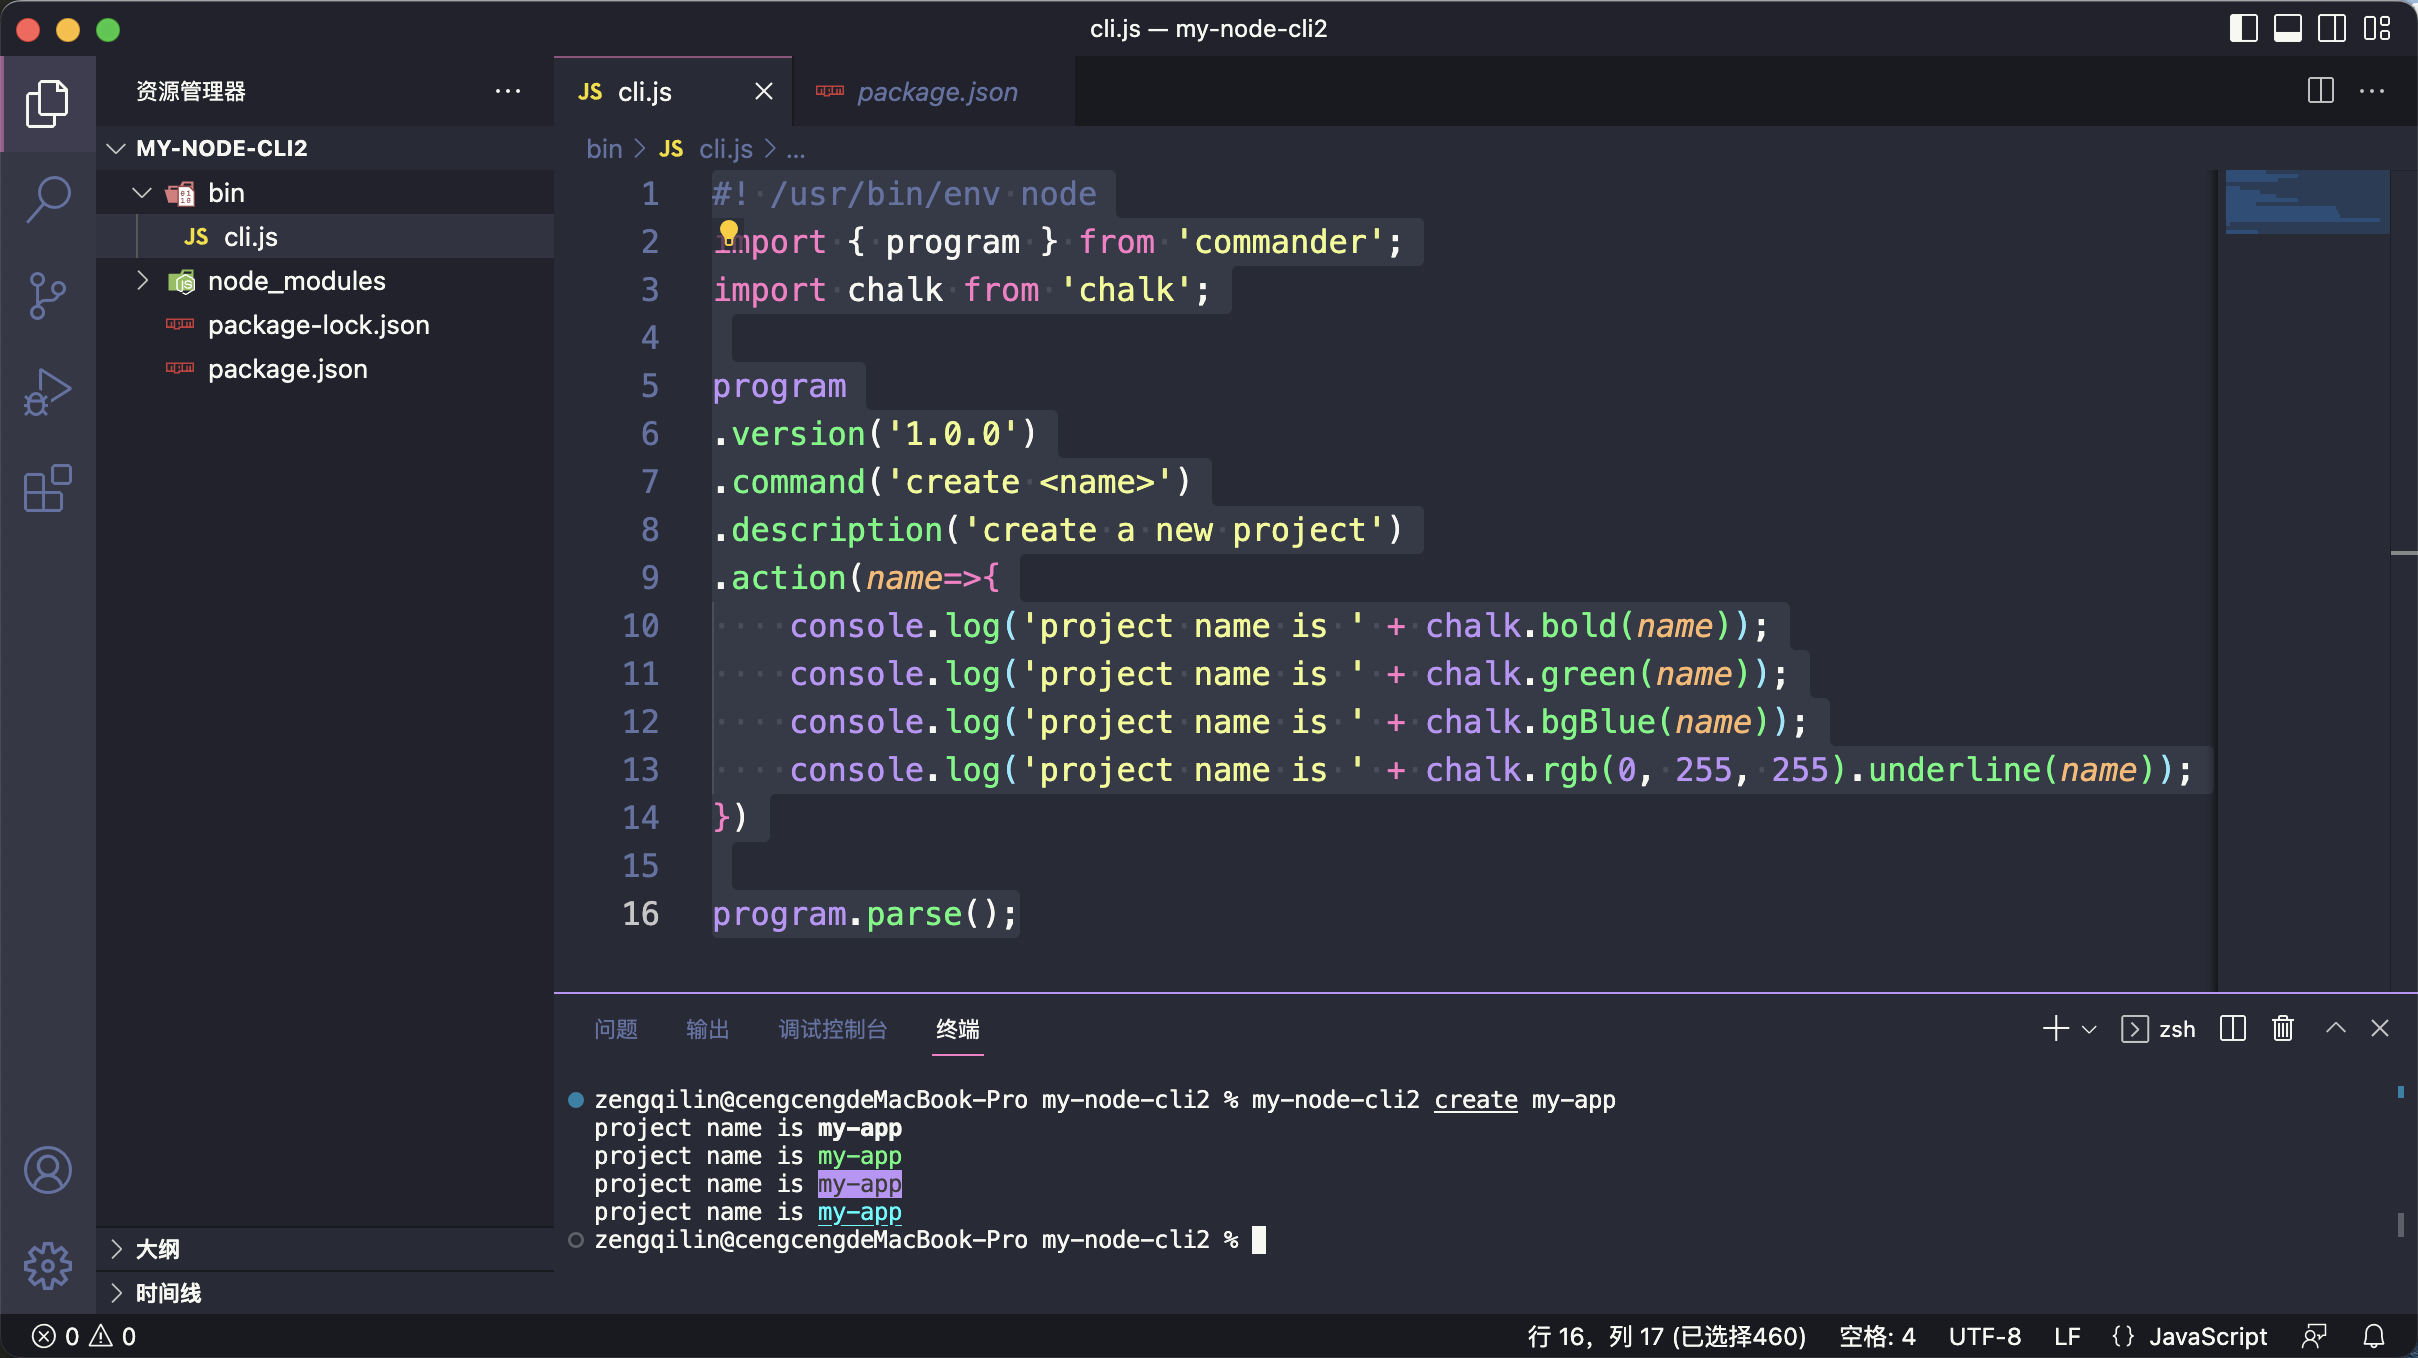 cli.js — my-node-cli2
资源管理器
MY-NODE-CLI2
bin
JS cli.js
node_modules
package-lock.json
package.json
大纲
时间线
JS cli.js
package.json
bin > JS cli.js > ...
1 #! /usr/bin/env node
2 import { program } from 'commander';
3 import chalk from 'chalk';
4
5 program
6 .version('1.0.0')
7 .command('create <name>')
8 .description('create a new project')
9 .action(name=>{
10 console.log('project name is ' + chalk.bold(name));
11 console.log('project name is ' + chalk.green(name));
12 console.log('project name is ' + chalk.bgBlue(name));
13 console.log('project name is ' + chalk.rgb(0, 255, 255).underline(name));
14 })
15
16 program.parse();
问题 输出 调试控制台 终端
zsh
zengqilin@cengcengdeMacBook-Pro my-node-cli2 % my-node-cli2 create my-app
project name is my-app
project name is my-app
project name is my-app
project name is my-app
zengqilin@cengcengdeMacBook-Pro my-node-cli2 %
0 0 行 16，列 17 (已选择460) 空格: 4 UTF-8 LF {} JavaScript